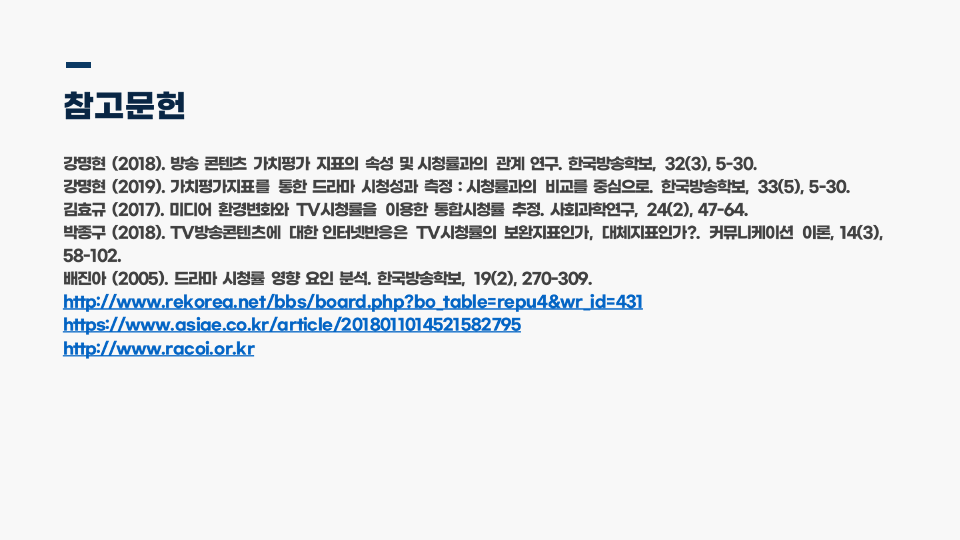 참고문헌
강명현 (2018). 방송 콘텐츠 가치평가 지표의 속성 및 시청률과의 관계 연구. 한국방송학보, 32(3), 5-30.
강명현 (2019). 가치평가지표를 통한 드라마 시청성과 측정 : 시청률과의 비교를 중심으로. 한국방송학보, 33(5), 5-30.
김효규 (2017). 미디어 환경변화와 TV시청률을 이용한 통합시청률 추정. 사회과학연구, 24(2), 47-64.
박종구 (2018). TV방송콘텐츠에 대한 인터넷반응은 TV시청률의 보완지표인가, 대체지표인가?. 커뮤니케이션 이론, 14(3),
58-102.
배진아 (2005). 드라마 시청률 영향 요인 분석. 한국방송학보, 19(2), 270-309.
http://www.rekorea.net/bbs/board.php?bo_table=repu4&wr_id=431
https://www.asiae.co.kr/article/2018011014521582795
http://www.racoi.or.kr